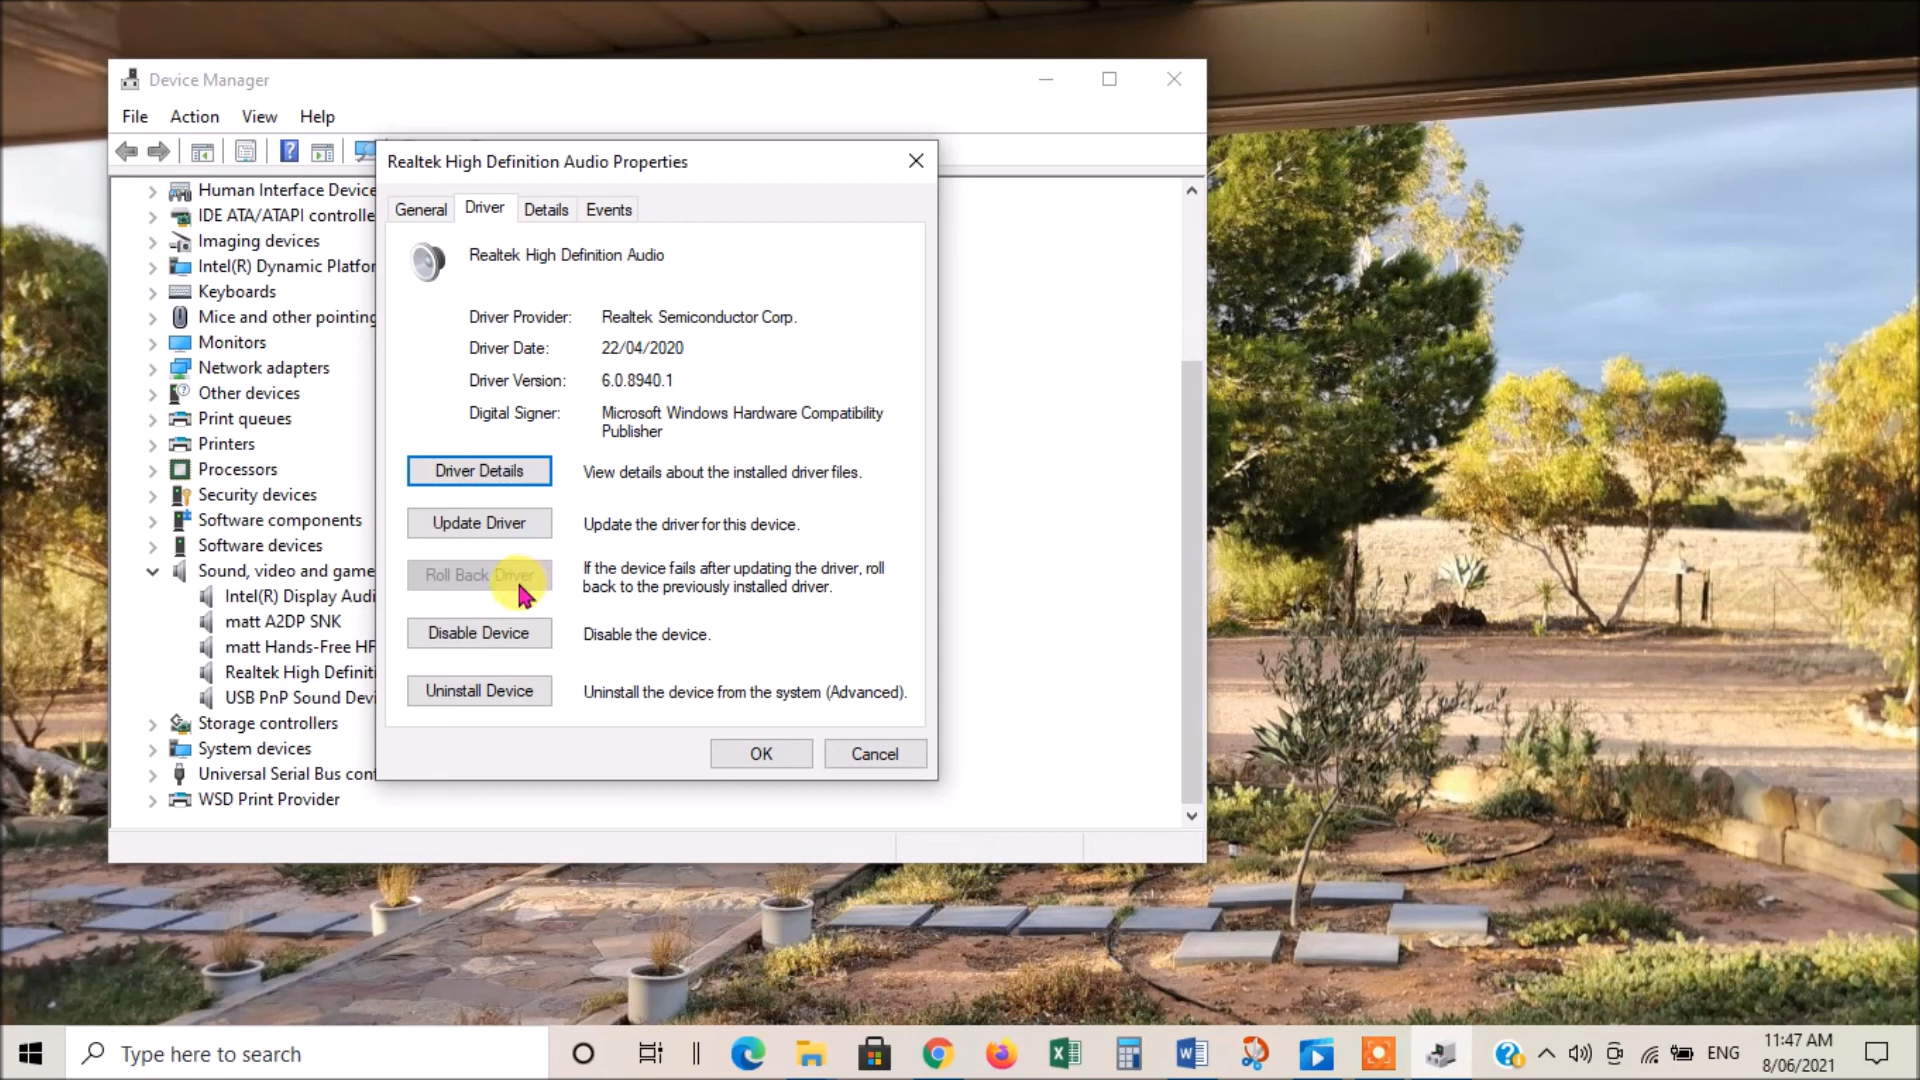 Device Manager
File Action View Help
Realtek High Definition Audio Properties
General Driver Details Events
Human Interface Device
IDE ATA/ATAPI controlle
Imaging devices
Intel(R) Dynamic Platfor
Keyboards
Mice and other pointing
Monitors
Network adapters
Other devices
Print queues
Printers
Processors
Security devices
Software components
Software devices
Sound, video and game
Intel(R) Display Audi
matt A2DP SNK
matt Hands-Free HF
Realtek High Definiti
USB PnP Sound Devi
Storage controllers
System devices
Universal Serial Bus cont
WSD Print Provider
Realtek High Definition Audio
Driver Provider: Realtek Semiconductor Corp.
Driver Date: 22/04/2020
Driver Version: 6.0.8940.1
Digital Signer: Microsoft Windows Hardware Compatibility
Publisher
Driver Details View details about the installed driver files.
Update Driver Update the driver for this device.
Roll Back Driver If the device fails after updating the driver, roll
back to the previously installed driver.
Disable Device Disable the device.
Uninstall Device Uninstall the device from the system (Advanced).
OK Cancel
Type here to search
ENG
11:47 AM
8/06/2021